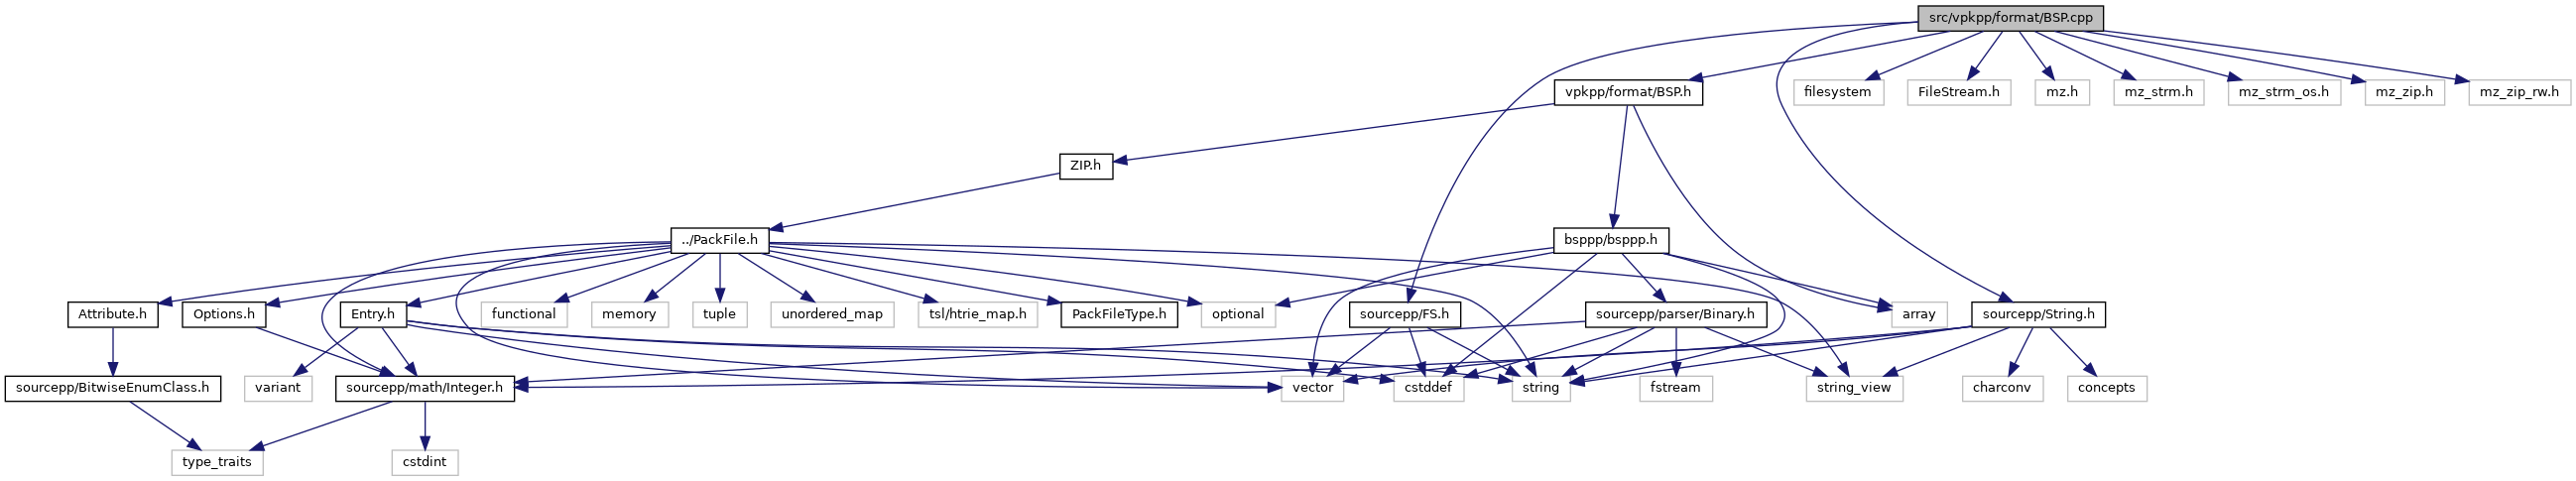 src/vpkpp/format/BSP.cpp
vpkpp/format/BSP.h
filesystem
FileStream.h
mz.h
mz_strm.h
mz_strm_os.h
mz_zip.h
mz_zip_rw.h
ZIP.h
../PackFile.h
bsppp/bsppp.h
Attribute.h
Options.h
Entry.h
functional
memory
tuple
unordered_map
tsl/htrie_map.h
PackFileType.h
optional
sourcepp/FS.h
sourcepp/parser/Binary.h
array
sourcepp/String.h
sourcepp/BitwiseEnumClass.h
variant
sourcepp/math/Integer.h
vector
cstddef
string
fstream
string_view
charconv
concepts
type_traits
cstdint